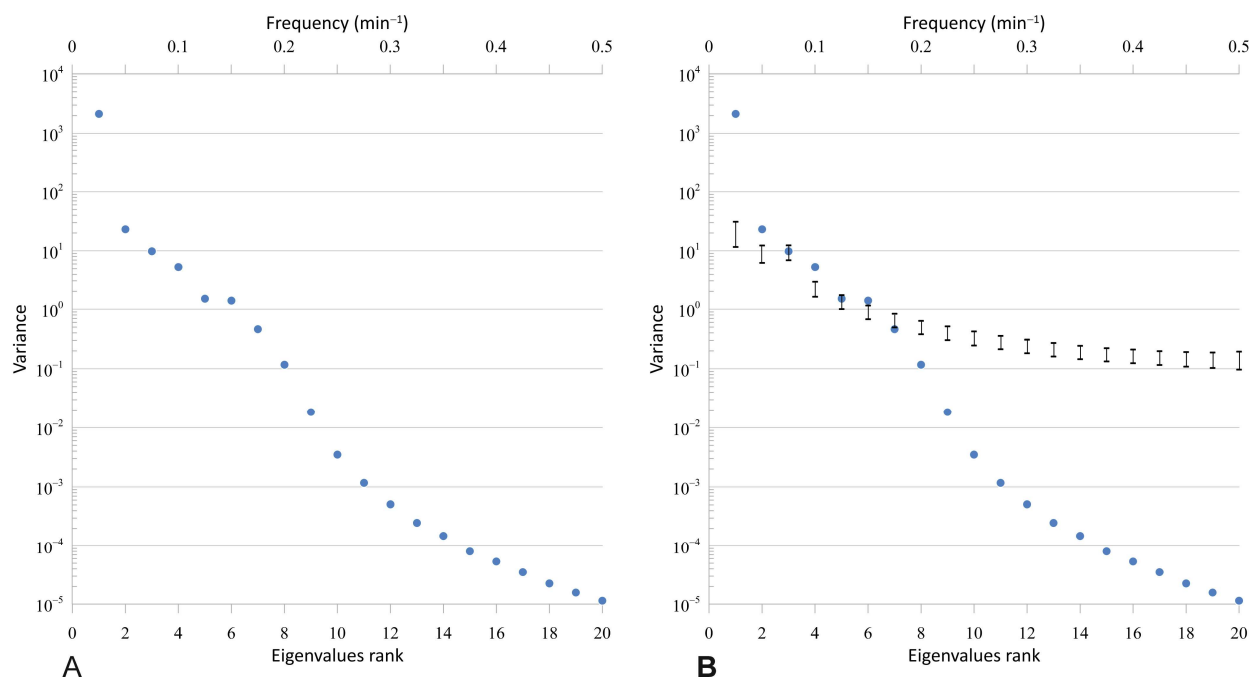 Frequency (min⁻¹)
0 0.1 0.2 0.3 0.4 0.5
10⁴
10³
10²
10¹
10⁰
10⁻¹
10⁻²
10⁻³
10⁻⁴
10⁻⁵
Variance
0 2 4 6 8 10 12 14 16 18 20
Eigenvalues rank
A
Frequency (min⁻¹)
0 0.1 0.2 0.3 0.4 0.5
10⁴
10³
10²
10¹
10⁰
10⁻¹
10⁻²
10⁻³
10⁻⁴
10⁻⁵
Variance
0 2 4 6 8 10 12 14 16 18 20
Eigenvalues rank
B